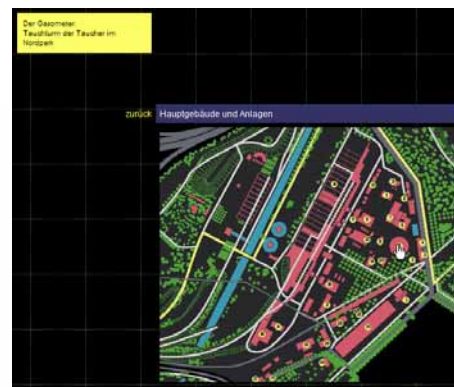 Der Gasometer:
Tauchturm der Taucher im
Nordpark
zurück Hauptgebäude und Anlagen